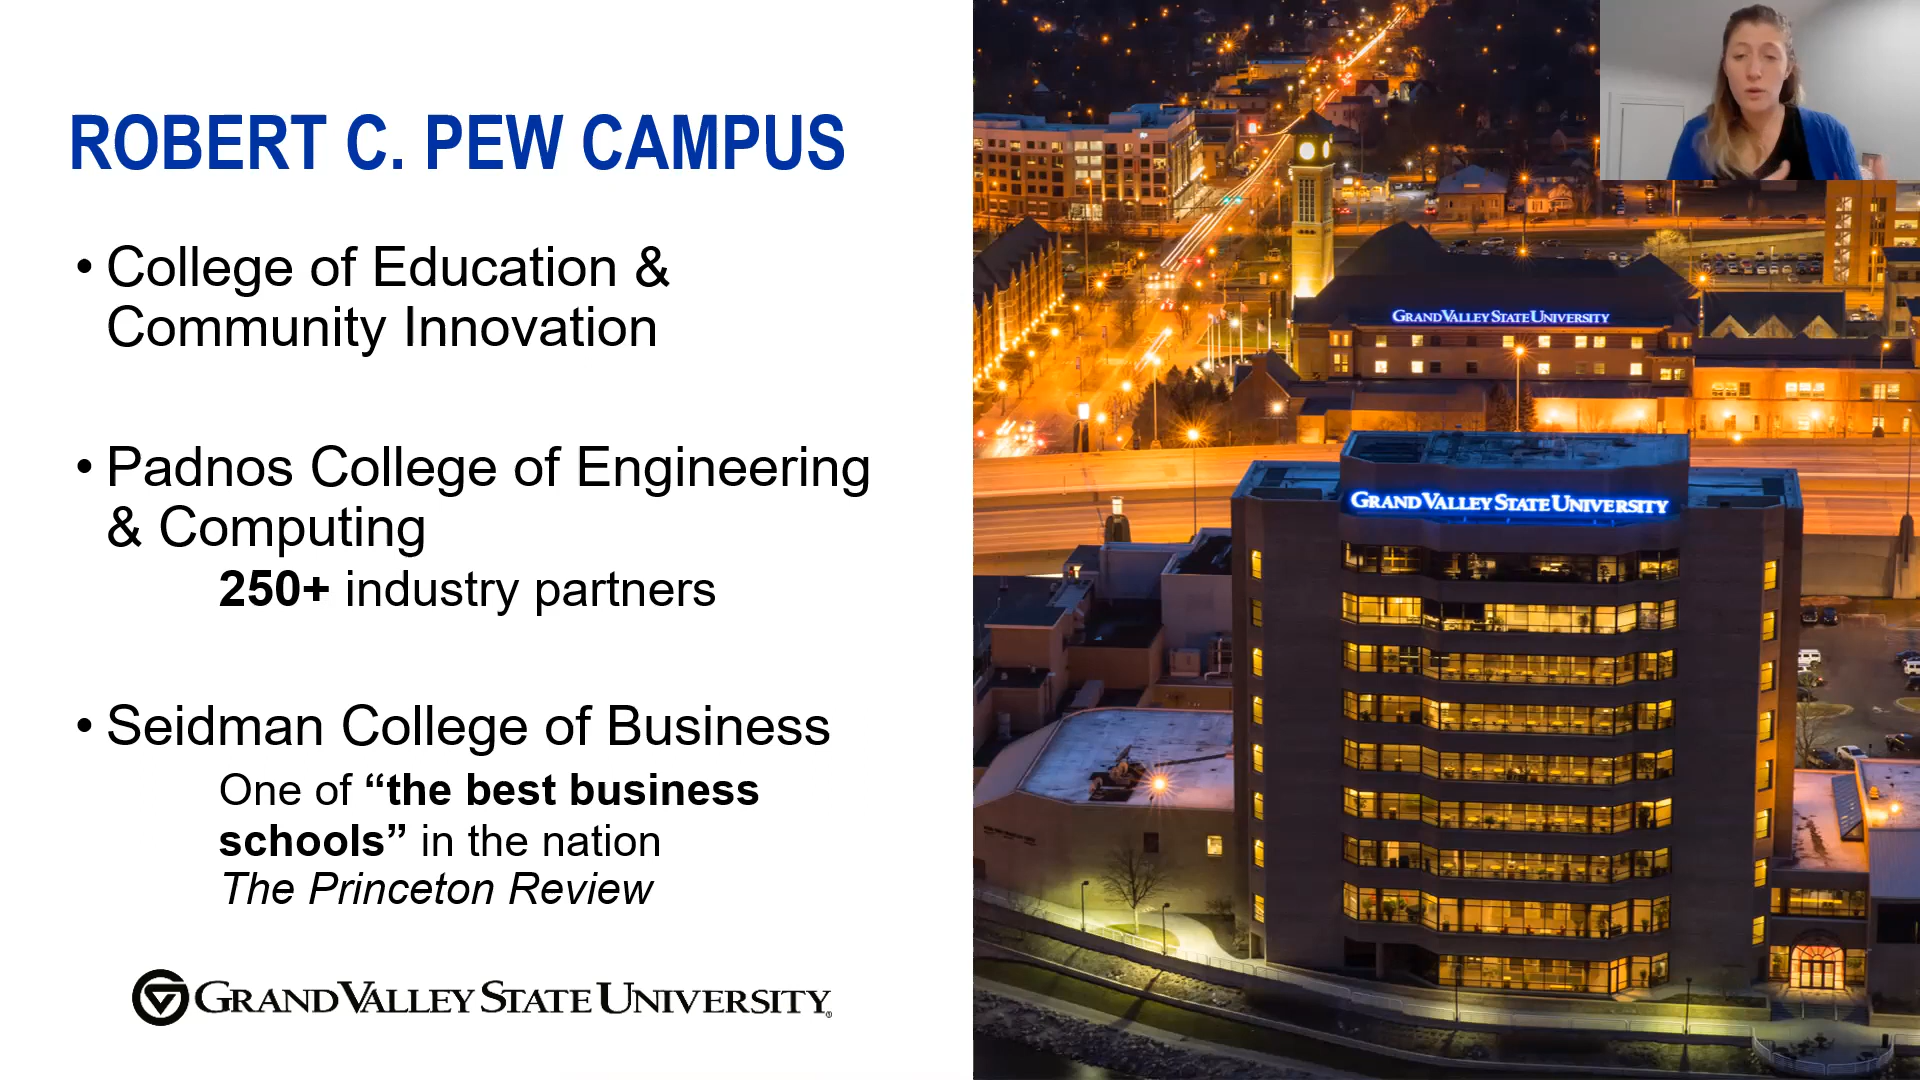 ROBERT C. PEW CAMPUS
• College of Education &
Community Innovation
• Padnos College of Engineering
& Computing
250+ industry partners
• Seidman College of Business
One of “the best business
schools” in the nation
The Princeton Review
GRAND VALLEY STATE UNIVERSITY®
GRAND VALLEY STATE UNIVERSITY
GRAND VALLEY STATE UNIVERSITY